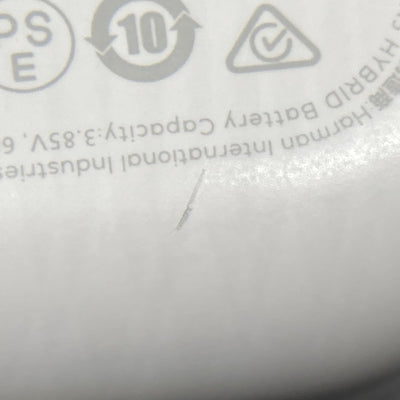 PS
E
10
Harman International Industries
HYBRID Battery Capacity:3.85V, 6